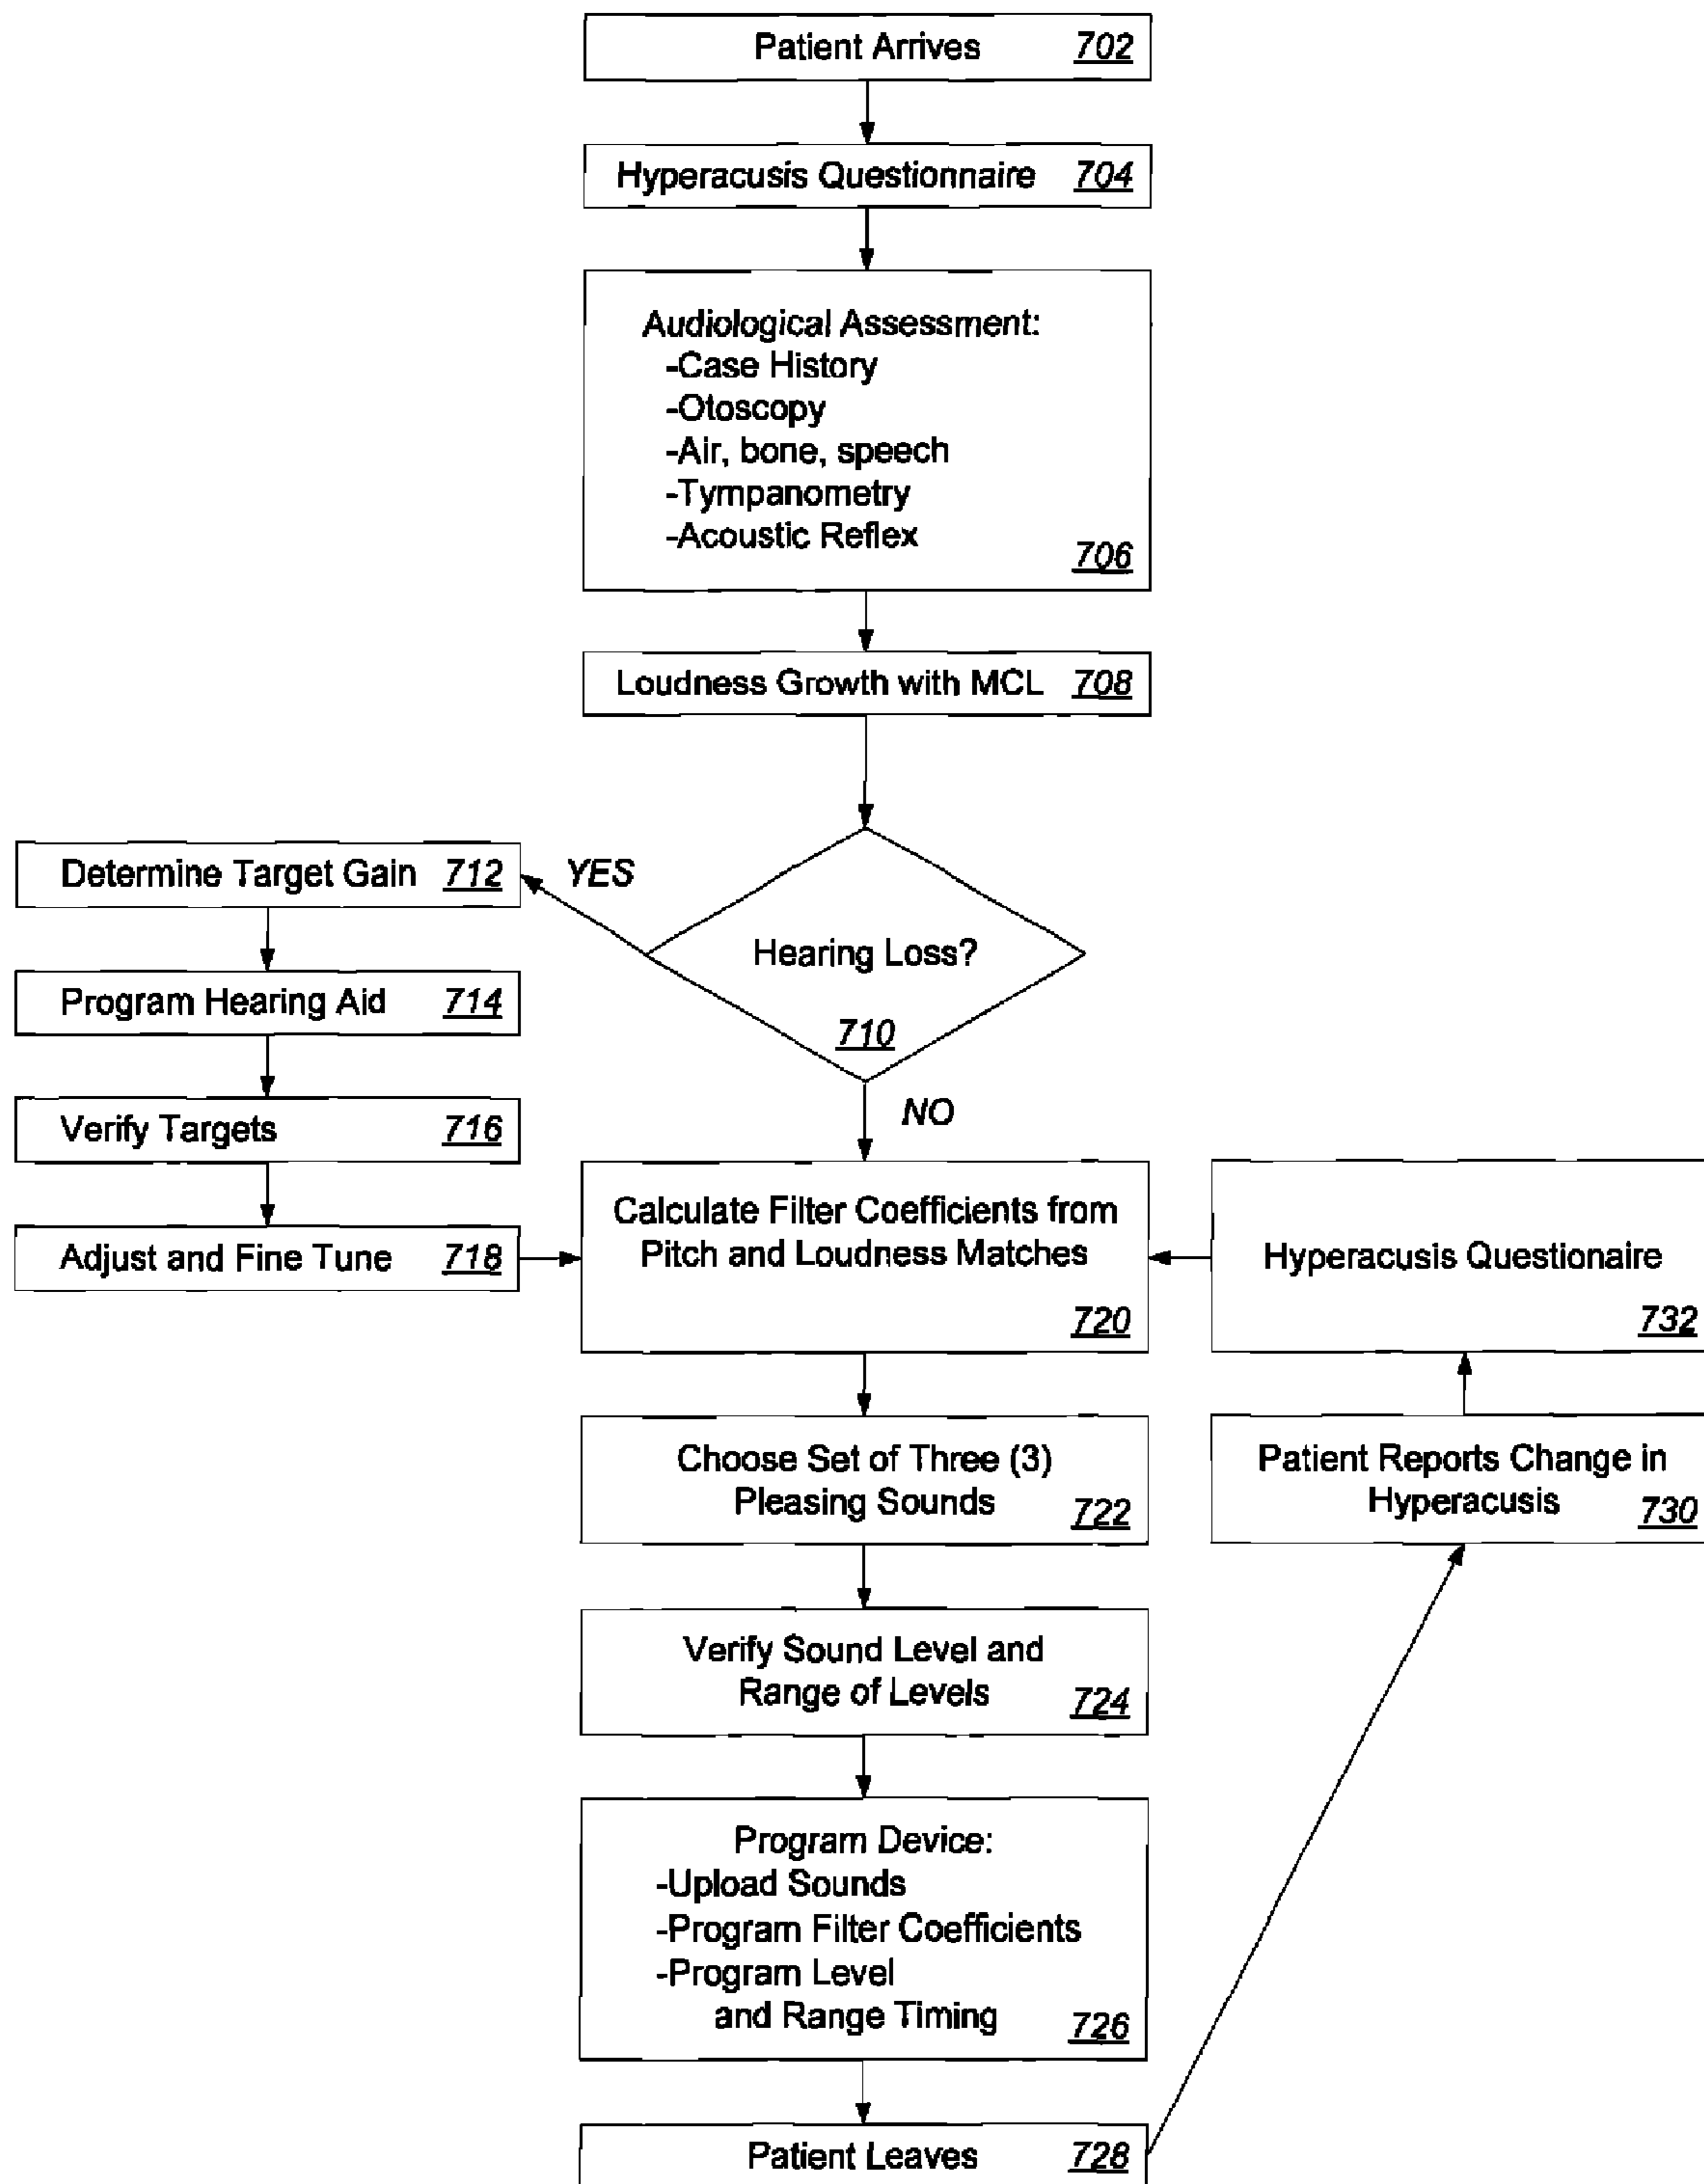 Patient Arrives 702
Hyperacusis Questionnaire 704
Audiological Assessment:
-Case History
-Otoscopy
-Air, bone, speech
-Tympanometry
-Acoustic Reflex
706
Loudness Growth with MCL 708
Hearing Loss?
710
YES
NO
Determine Target Gain 712
Program Hearing Aid 714
Verify Targets 716
Adjust and Fine Tune 718
Calculate Filter Coefficients from
Pitch and Loudness Matches
720
Choose Set of Three (3)
Pleasing Sounds 722
Verify Sound Level and
Range of Levels 724
Program Device:
-Upload Sounds
-Program Filter Coefficients
-Program Level
and Range Timing 726
Patient Leaves 728
Patient Reports Change in
Hyperacusis 730
Hyperacusis Questionaire
732